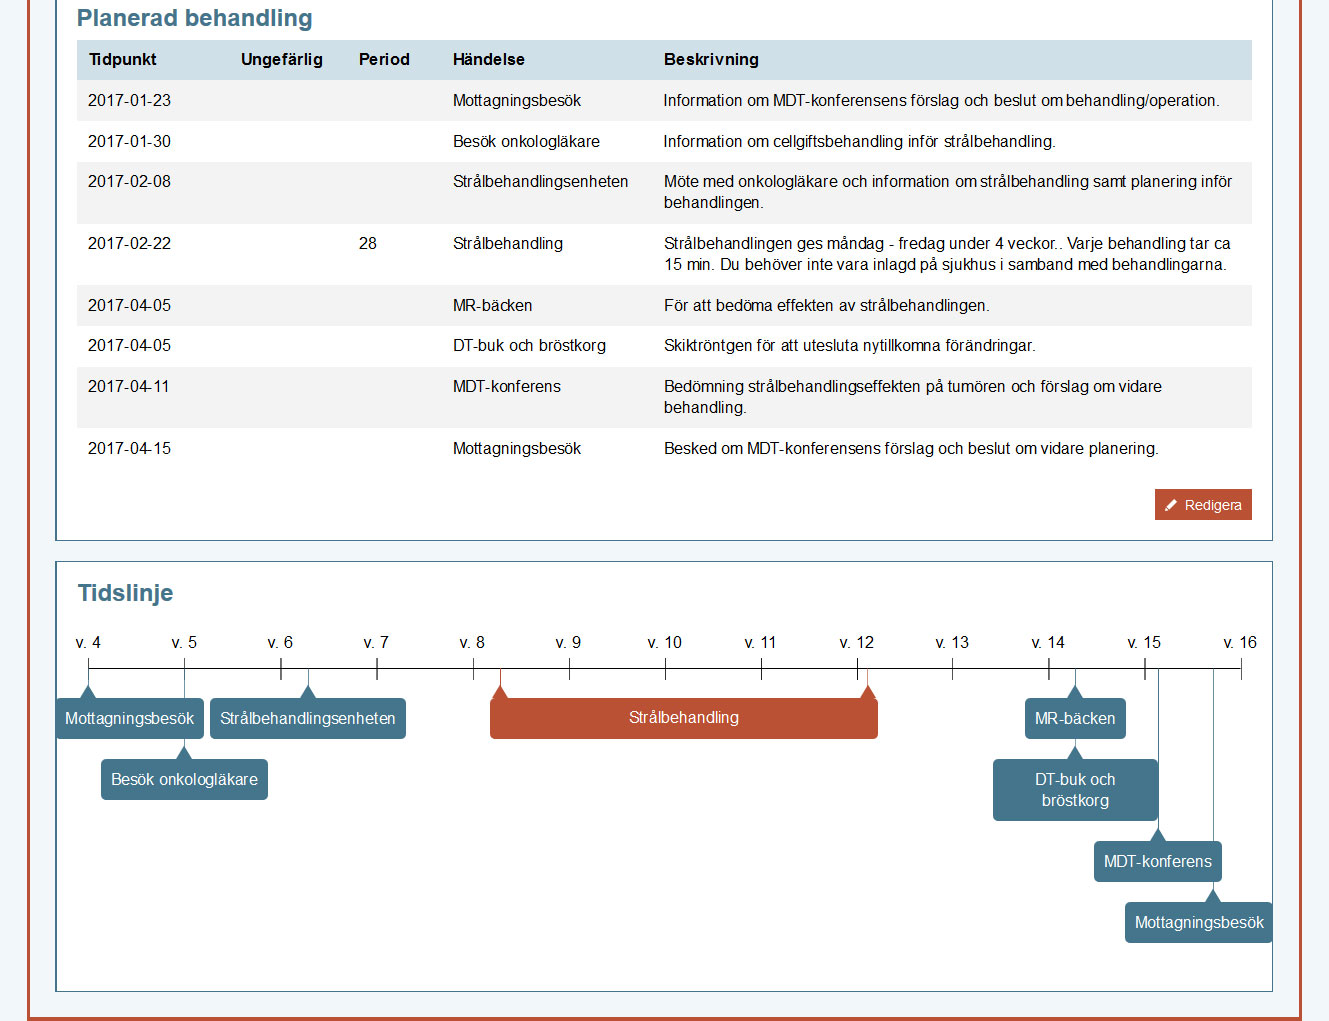 Planerad behandling
Tidpunkt Ungefärlig Period Händelse Beskrivning
2017-01-23 Mottagningsbesök Information om MDT-konferensens förslag och beslut om behandling/operation.
2017-01-30 Besök onkologläkare Information om cellgiftsbehandling inför strålbehandling.
2017-02-08 Strålbehandlingsenheten Möte med onkologläkare och information om strålbehandling samt planering inför
behandlingen.
2017-02-22 28 Strålbehandling Strålbehandlingen ges måndag - fredag under 4 veckor.. Varje behandling tar ca
15 min. Du behöver inte vara inlagd på sjukhus i samband med behandlingarna.
2017-04-05 MR-bäcken För att bedöma effekten av strålbehandlingen.
2017-04-05 DT-buk och bröstkorg Skiktröntgen för att utesluta nytillkomna förändringar.
2017-04-11 MDT-konferens Bedömning strålbehandlingseffekten på tumören och förslag om vidare
behandling.
2017-04-15 Mottagningsbesök Besked om MDT-konferensens förslag och beslut om vidare planering.
Redigera
Tidslinje
v. 4 v. 5 v. 6 v. 7 v. 8 v. 9 v. 10 v. 11 v. 12 v. 13 v. 14 v. 15 v. 16
Mottagningsbesök Strålbehandlingsenheten Strålbehandling MR-bäcken
Besök onkologläkare DT-buk och
bröstkorg
MDT-konferens
Mottagningsbesök